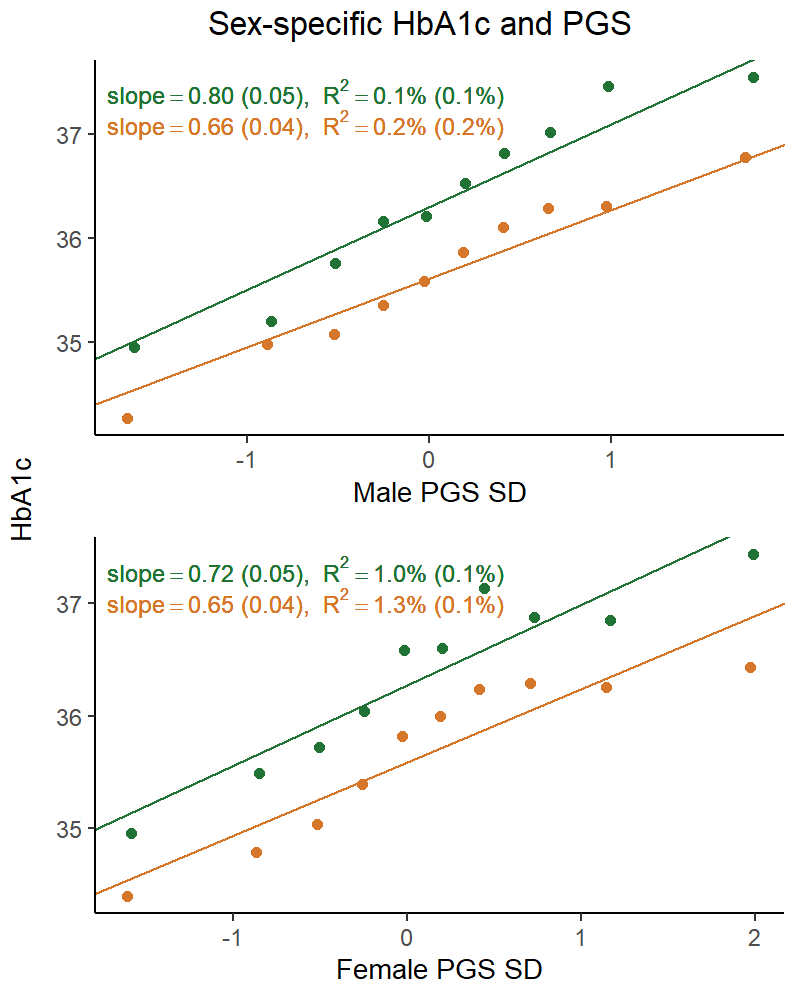 Sex-specific HbA1c and PGS
slope = 0.80 (0.05), R² = 0.1% (0.1%)
slope = 0.66 (0.04), R² = 0.2% (0.2%)
37
36
35
-1 0 1
Male PGS SD
HbA1c
slope = 0.72 (0.05), R² = 1.0% (0.1%)
slope = 0.65 (0.04), R² = 1.3% (0.1%)
37
36
35
-1 0 1 2
Female PGS SD